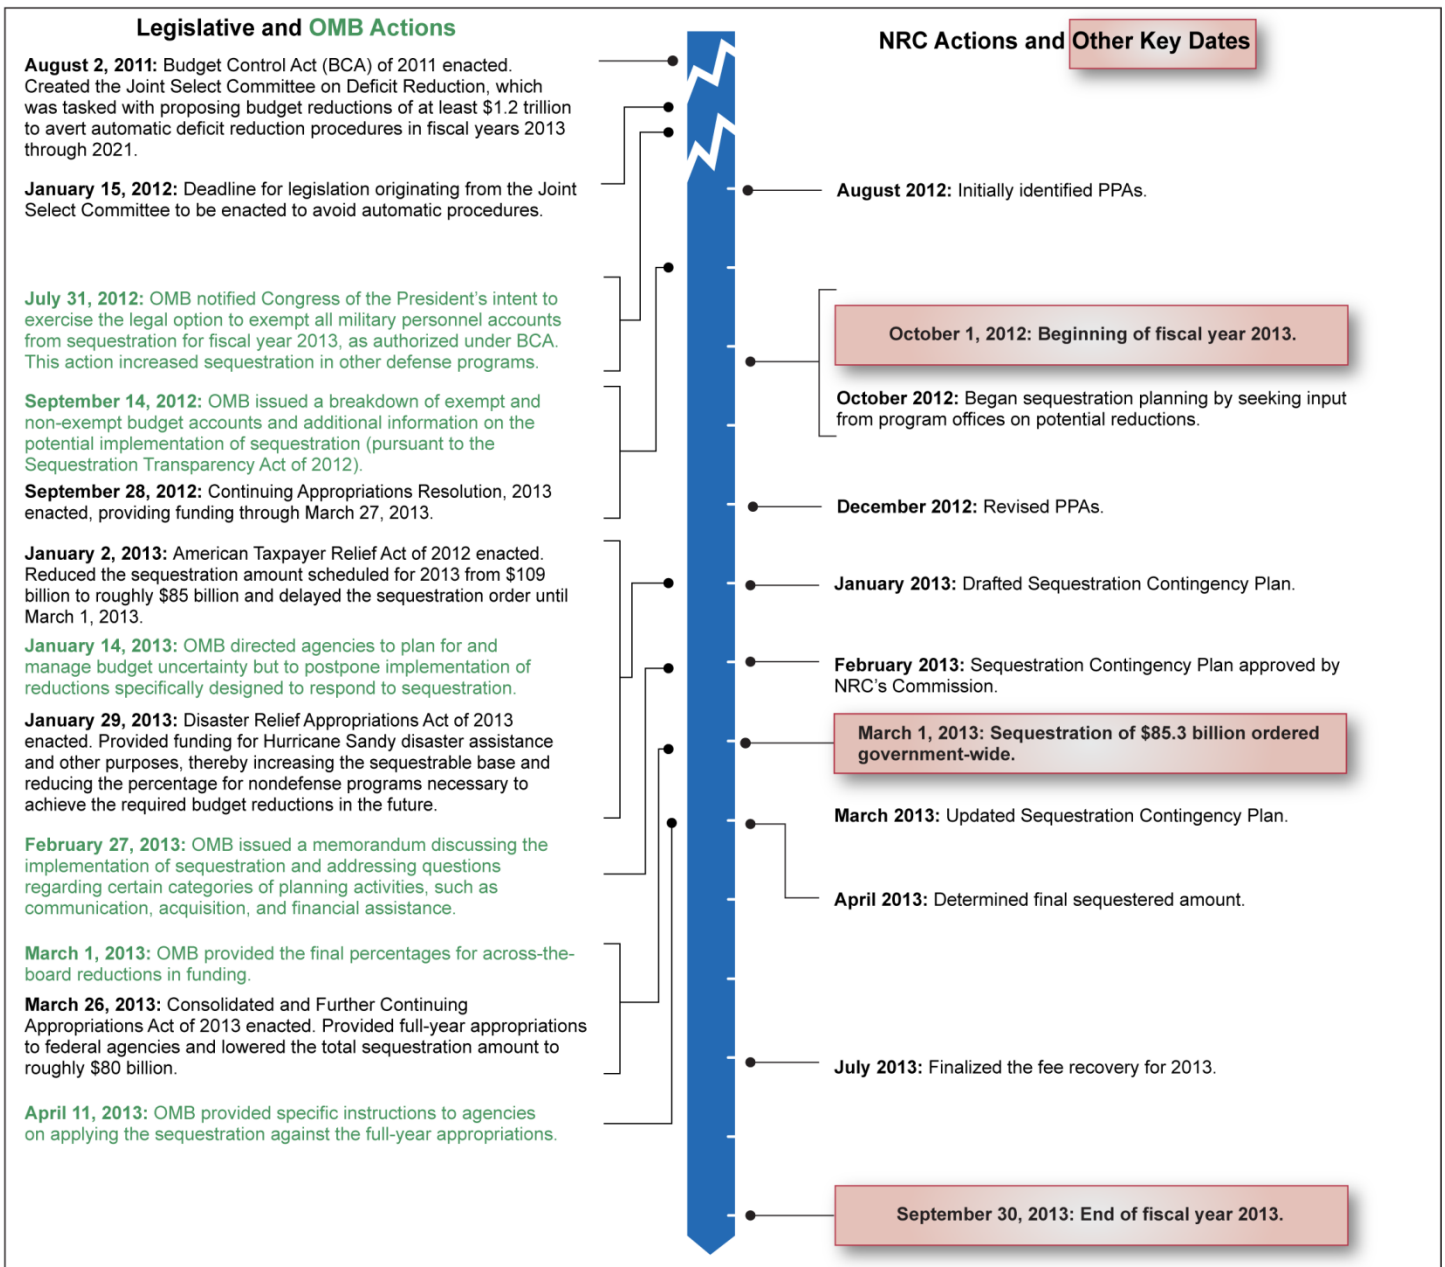 Legislative and OMB Actions
August 2, 2011: Budget Control Act (BCA) of 2011 enacted.
Created the Joint Select Committee on Deficit Reduction, which
was tasked with proposing budget reductions of at least $1.2 trillion
to avert automatic deficit reduction procedures in fiscal years 2013
through 2021.
January 15, 2012: Deadline for legislation originating from the Joint
Select Committee to be enacted to avoid automatic procedures.
July 31, 2012: OMB notified Congress of the President’s intent to
exercise the legal option to exempt all military personnel accounts
from sequestration for fiscal year 2013, as authorized under BCA.
This action increased sequestration in other defense programs.
September 14, 2012: OMB issued a breakdown of exempt and
non-exempt budget accounts and additional information on the
potential implementation of sequestration (pursuant to the
Sequestration Transparency Act of 2012).
September 28, 2012: Continuing Appropriations Resolution, 2013
enacted, providing funding through March 27, 2013.
January 2, 2013: American Taxpayer Relief Act of 2012 enacted.
Reduced the sequestration amount scheduled for 2013 from $109
billion to roughly $85 billion and delayed the sequestration order until
March 1, 2013.
January 14, 2013: OMB directed agencies to plan for and
manage budget uncertainty but to postpone implementation of
reductions specifically designed to respond to sequestration.
January 29, 2013: Disaster Relief Appropriations Act of 2013
enacted. Provided funding for Hurricane Sandy disaster assistance
and other purposes, thereby increasing the sequestrable base and
reducing the percentage for nondefense programs necessary to
achieve the required budget reductions in the future.
February 27, 2013: OMB issued a memorandum discussing the
implementation of sequestration and addressing questions
regarding certain categories of planning activities, such as
communication, acquisition, and financial assistance.
March 1, 2013: OMB provided the final percentages for across-the-
board reductions in funding.
March 26, 2013: Consolidated and Further Continuing
Appropriations Act of 2013 enacted. Provided full-year appropriations
to federal agencies and lowered the total sequestration amount to
roughly $80 billion.
April 11, 2013: OMB provided specific instructions to agencies
on applying the sequestration against the full-year appropriations.
NRC Actions and Other Key Dates
August 2012: Initially identified PPAs.
October 1, 2012: Beginning of fiscal year 2013.
October 2012: Began sequestration planning by seeking input
from program offices on potential reductions.
December 2012: Revised PPAs.
January 2013: Drafted Sequestration Contingency Plan.
February 2013: Sequestration Contingency Plan approved by
NRC’s Commission.
March 1, 2013: Sequestration of $85.3 billion ordered
government-wide.
March 2013: Updated Sequestration Contingency Plan.
April 2013: Determined final sequestered amount.
July 2013: Finalized the fee recovery for 2013.
September 30, 2013: End of fiscal year 2013.